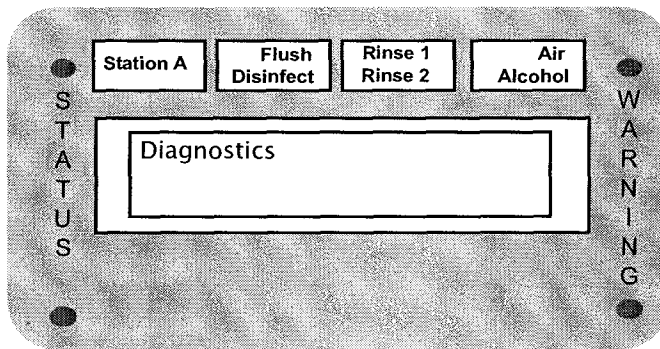 Station A
Flush
Disinfect
Rinse 1
Rinse 2
Air
Alcohol
STATUS
Diagnostics
WARNING